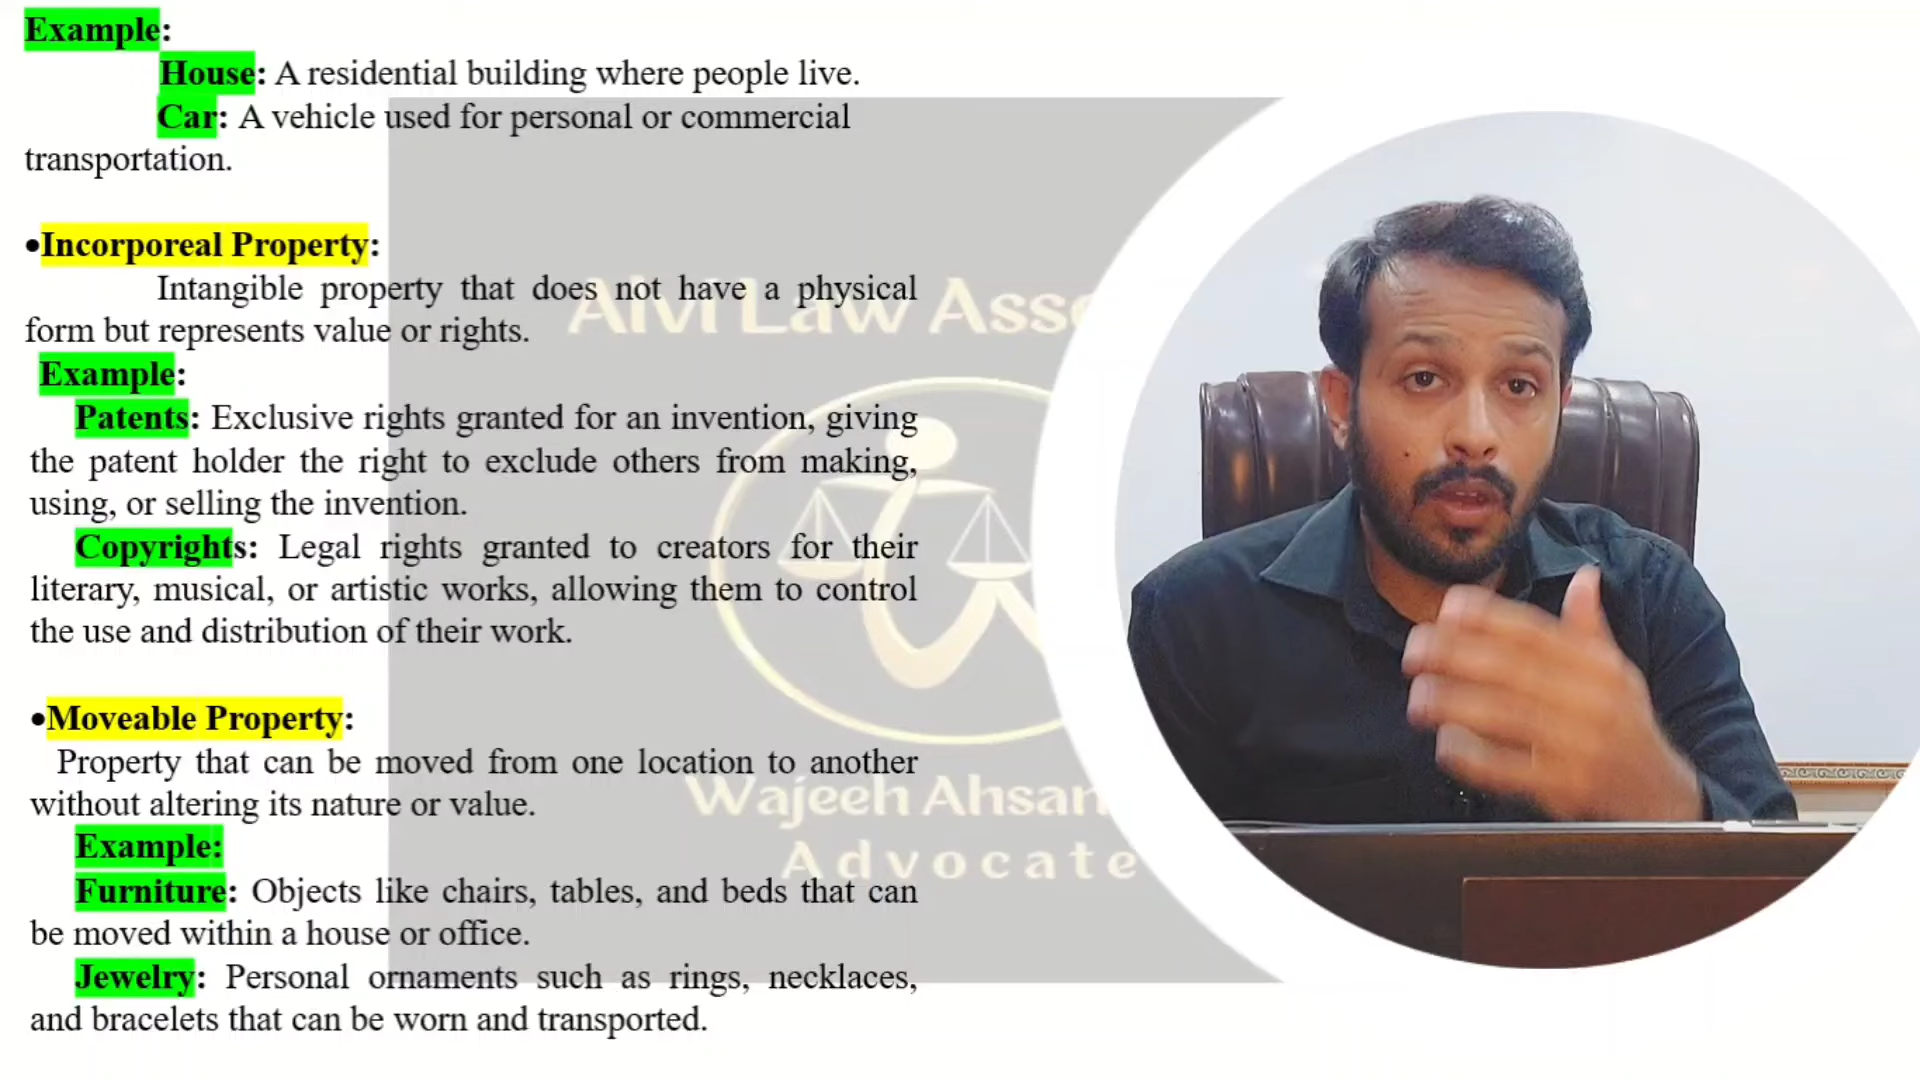 Example:
House: A residential building where people live.
Car: A vehicle used for personal or commercial
transportation.
•Incorporeal Property:
Intangible property that does not have a physical
form but represents value or rights.
Example:
Patents: Exclusive rights granted for an invention, giving
the patent holder the right to exclude others from making,
using, or selling the invention.
Copyrights: Legal rights granted to creators for their
literary, musical, or artistic works, allowing them to control
the use and distribution of their work.
•Moveable Property:
Property that can be moved from one location to another
without altering its nature or value.
Example:
Furniture: Objects like chairs, tables, and beds that can
be moved within a house or office.
Jewelry: Personal ornaments such as rings, necklaces,
and bracelets that can be worn and transported.
Law
Wajeeh Ahsan
Advocate